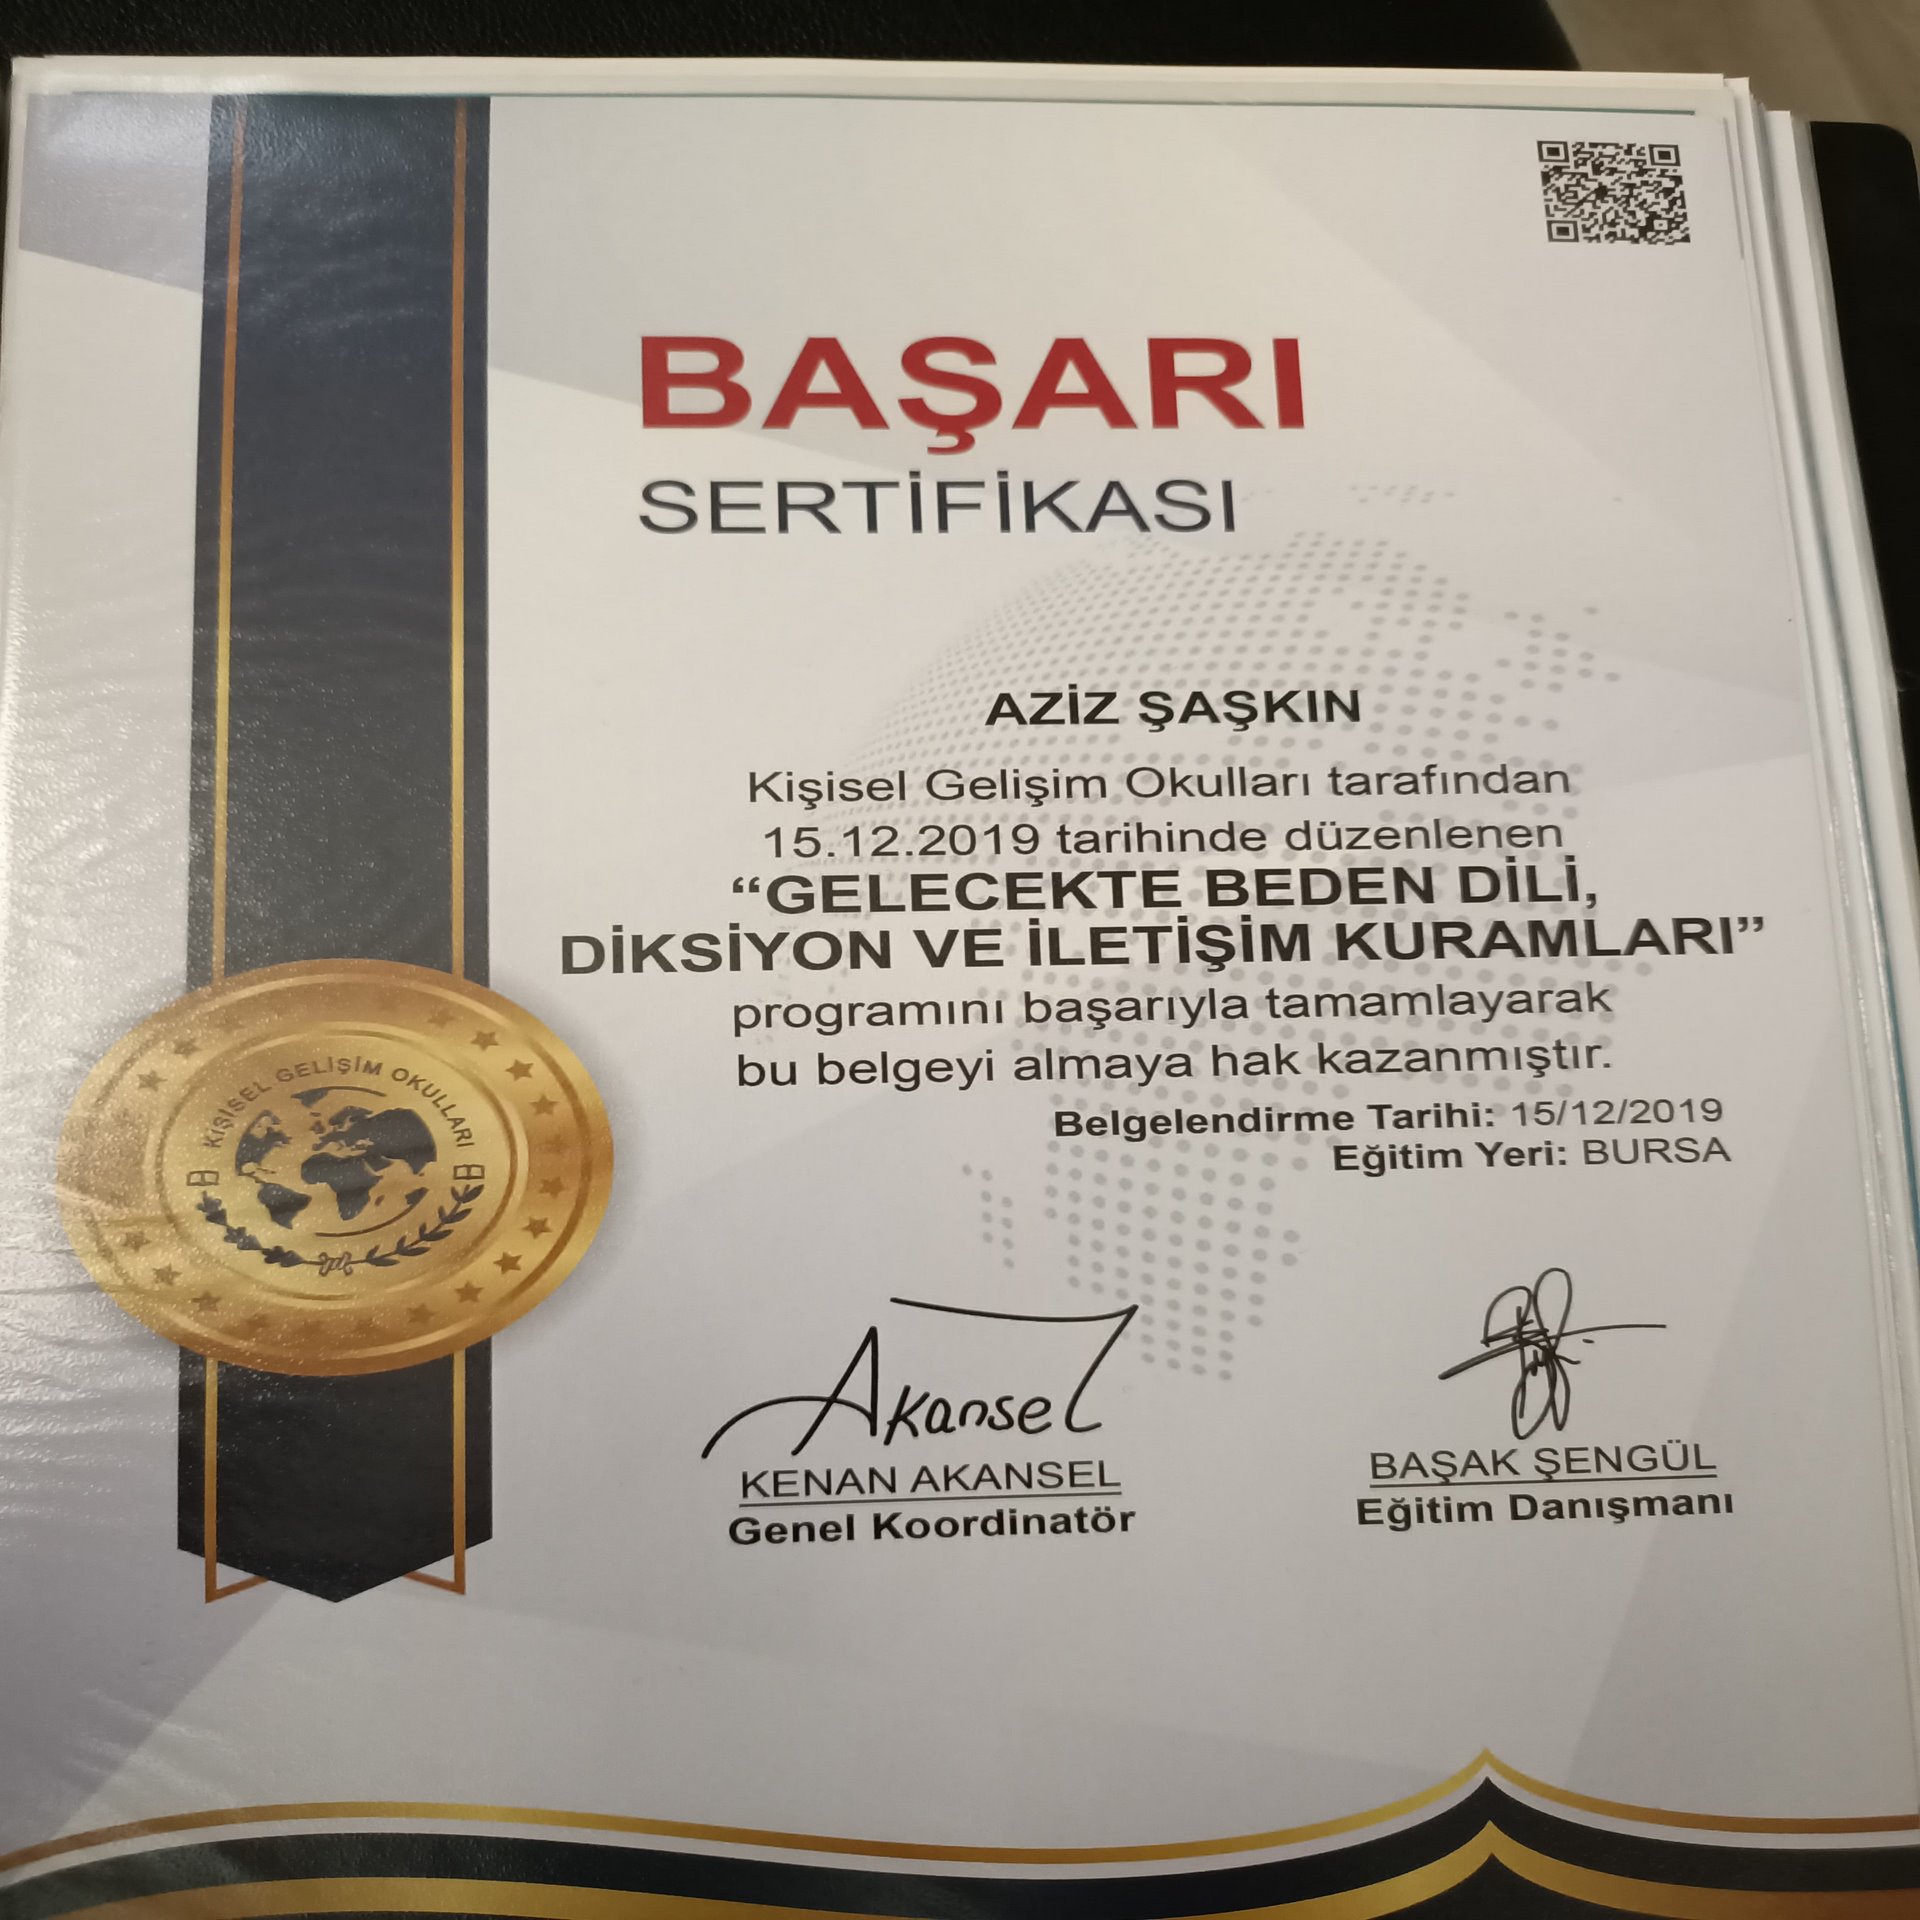 BAŞARI
SERTİFİKASI
AZİZ ŞAŞKIN
Kişisel Gelişim Okulları tarafından
15.12.2019 tarihinde düzenlenen
“GELECEKTE BEDEN DİLİ,
DİKSİYON VE İLETİŞİM KURAMLARI”
programını başarıyla tamamlayarak
bu belgeyi almaya hak kazanmıştır.
Belgelendirme Tarihi: 15/12/2019
Eğitim Yeri: BURSA
KİŞİSEL GELİŞİM OKULLARI
Akansel
KENAN AKANSEL
Genel Koordinatör
BAŞAK ŞENGÜL
Eğitim Danışmanı